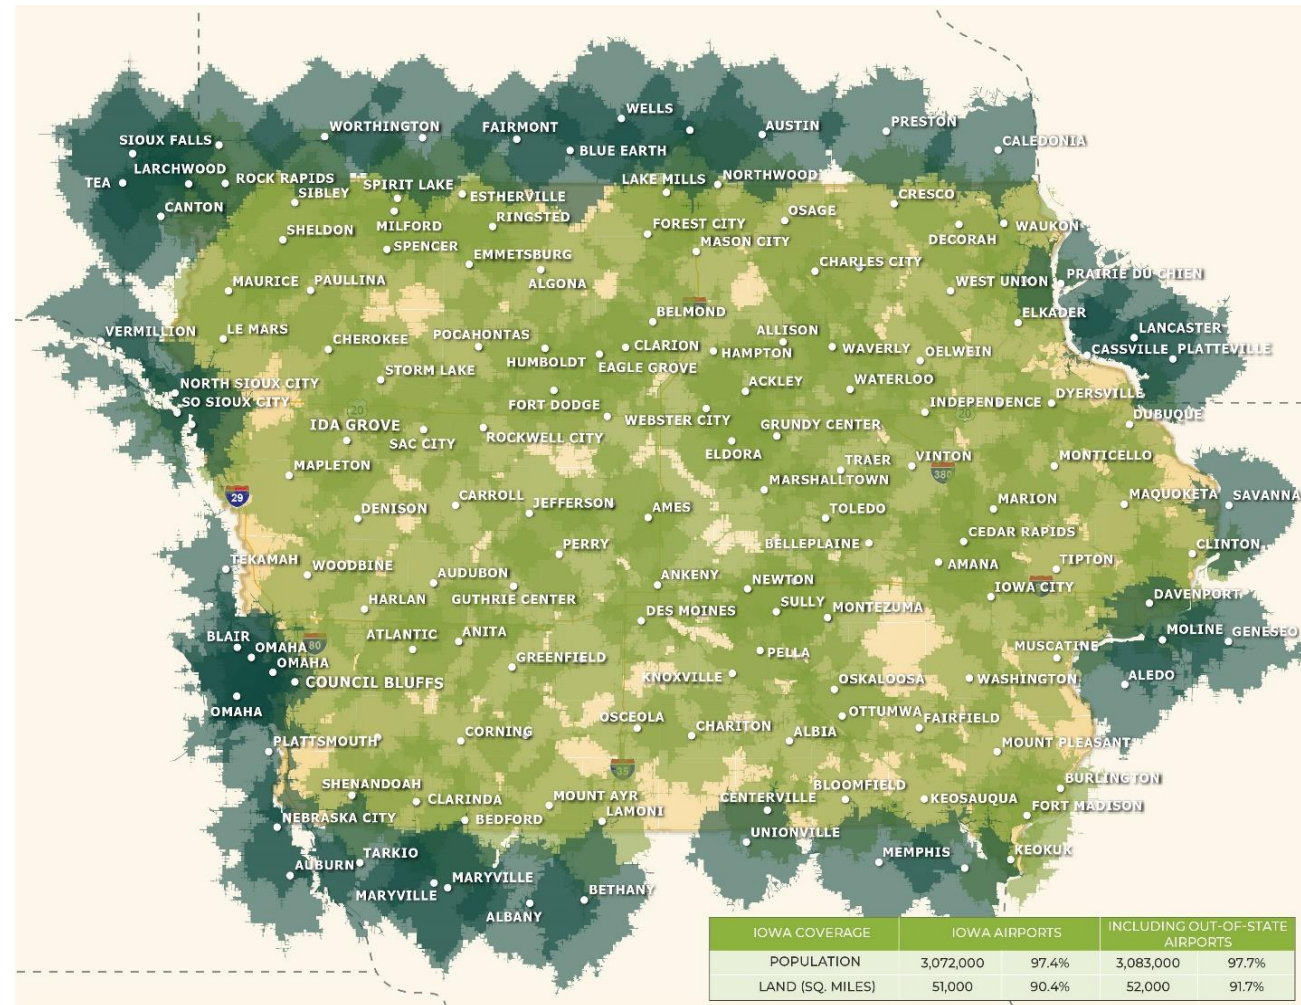 WELLS
WORTHINGTON
FAIRMONT
AUSTIN
PRESTON
SIOUX FALLS
BLUE EARTH
CALEDONIA
LARCHWOOD
TEA
ROCK RAPIDS
SIBLEY
SPIRIT LAKE
ESTHERVILLE
LAKE MILLS
NORTHWOOD
CRESCO
CANTON
MILFORD
RINGSTED
FOREST CITY
OSAGE
WAUKON
SHELDON
SPENCER
MASON CITY
DECORAH
EMMETSBURG
CHARLES CITY
MAURICE
PAULLINA
ALGONA
WEST UNION
PRAIRIE DU CHIEN
BELMOND
ELKADER
VERMILLION
LE MARS
CHEROKEE
POCAHONTAS
HUMBOLDT
CLARION
EAGLE GROVE
HAMPTON
ALLISON
WAVERLY
OELWEIN
LANCASTER
CASSVILLE
PLATTEVILLE
NORTH SIOUX CITY
SO SIOUX CITY
STORM LAKE
ACKLEY
WATERLOO
DYERSVILLE
20
FORT DODGE
INDEPENDENCE
20
DUBUQUE
IDA GROVE
SAC CITY
ROCKWELL CITY
WEBSTER CITY
GRUNDY CENTER
ELDORA
MAPLETON
TRAER
VINTON
380
MONTICELLO
MARSHALLTOWN
29
DENISON
CARROLL
JEFFERSON
AMES
TOLEDO
MARION
MAQUOKETA
SAVANNA
CEDAR RAPIDS
PERRY
BELLEPLAINE
CLINTON
TEKAMAH
WOODBINE
AUDUBON
GUTHRIE CENTER
ANKENY
NEWTON
AMANA
TIPTON
IOWA CITY
HARLAN
DES MOINES
SULLY
MONTEZUMA
DAVENPORT
BLAIR
OMAHA
80
ATLANTIC
ANITA
MOLINE
GENESEO
OMAHA
GREENFIELD
PELLA
MUSCATINE
COUNCIL BLUFFS
KNOXVILLE
OSKALOOSA
WASHINGTON
ALEDO
OMAHA
OSCEOLA
CHARITON
OTTUMWA
FAIRFIELD
PLATTSMOUTH
CORNING
ALBIA
MOUNT PLEASANT
35
SHENANDOAH
CLARINDA
MOUNT AYR
CENTERVILLE
BLOOMFIELD
KEOSAUQUA
BURLINGTON
FORT MADISON
NEBRASKA CITY
BEDFORD
LAMONI
UNIONVILLE
AUBURN
TARKIO
MEMPHIS
KEOKUK
MARYVILLE
MARYVILLE
ALBANY
BETHANY
IOWA COVERAGE IOWA AIRPORTS INCLUDING OUT-OF-STATE
AIRPORTS
POPULATION 3,072,000 97.4% 3,083,000 97.7%
LAND (SQ. MILES) 51,000 90.4% 52,000 91.7%